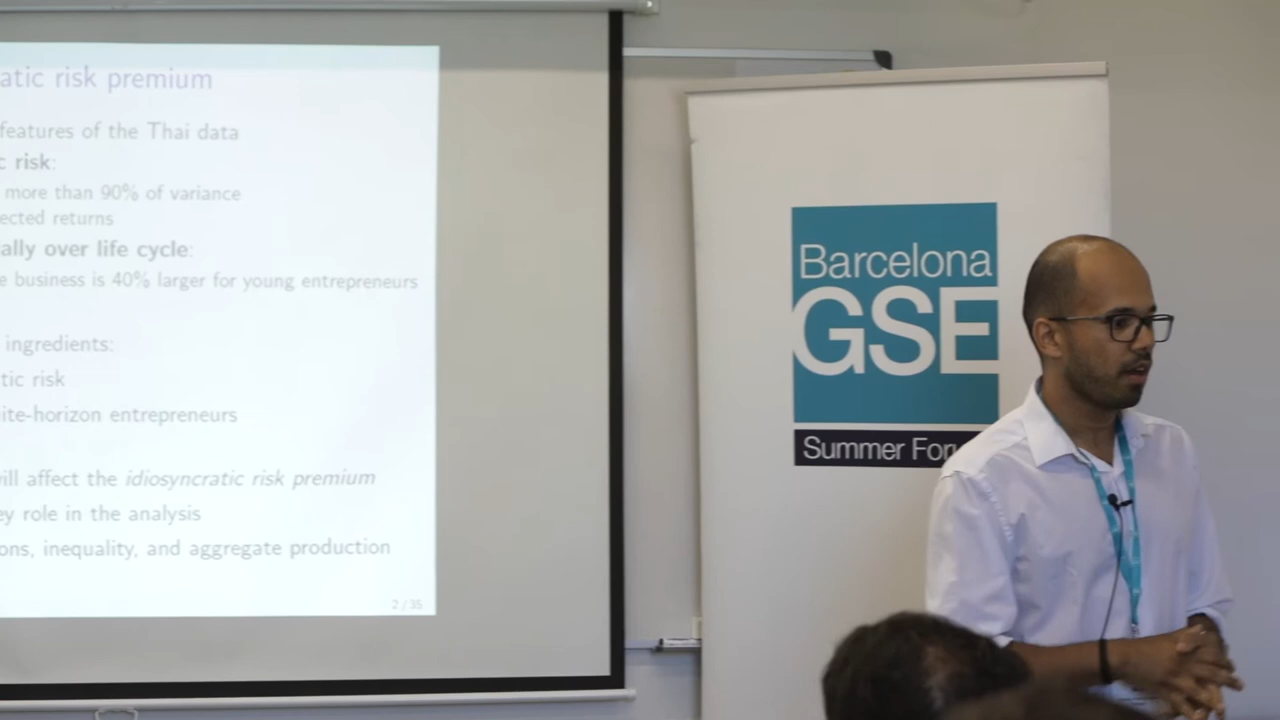 atic risk premium
features of the Thai data
c risk:
more than 90% of variance
ected returns
ally over life cycle:
e business is 40% larger for young entrepreneurs
ingredients:
tic risk
ite-horizon entrepreneurs
ill affect the idiosyncratic risk premium
ey role in the analysis
ons, inequality, and aggregate production
2 / 35
Barcelona
GSE
Summer For